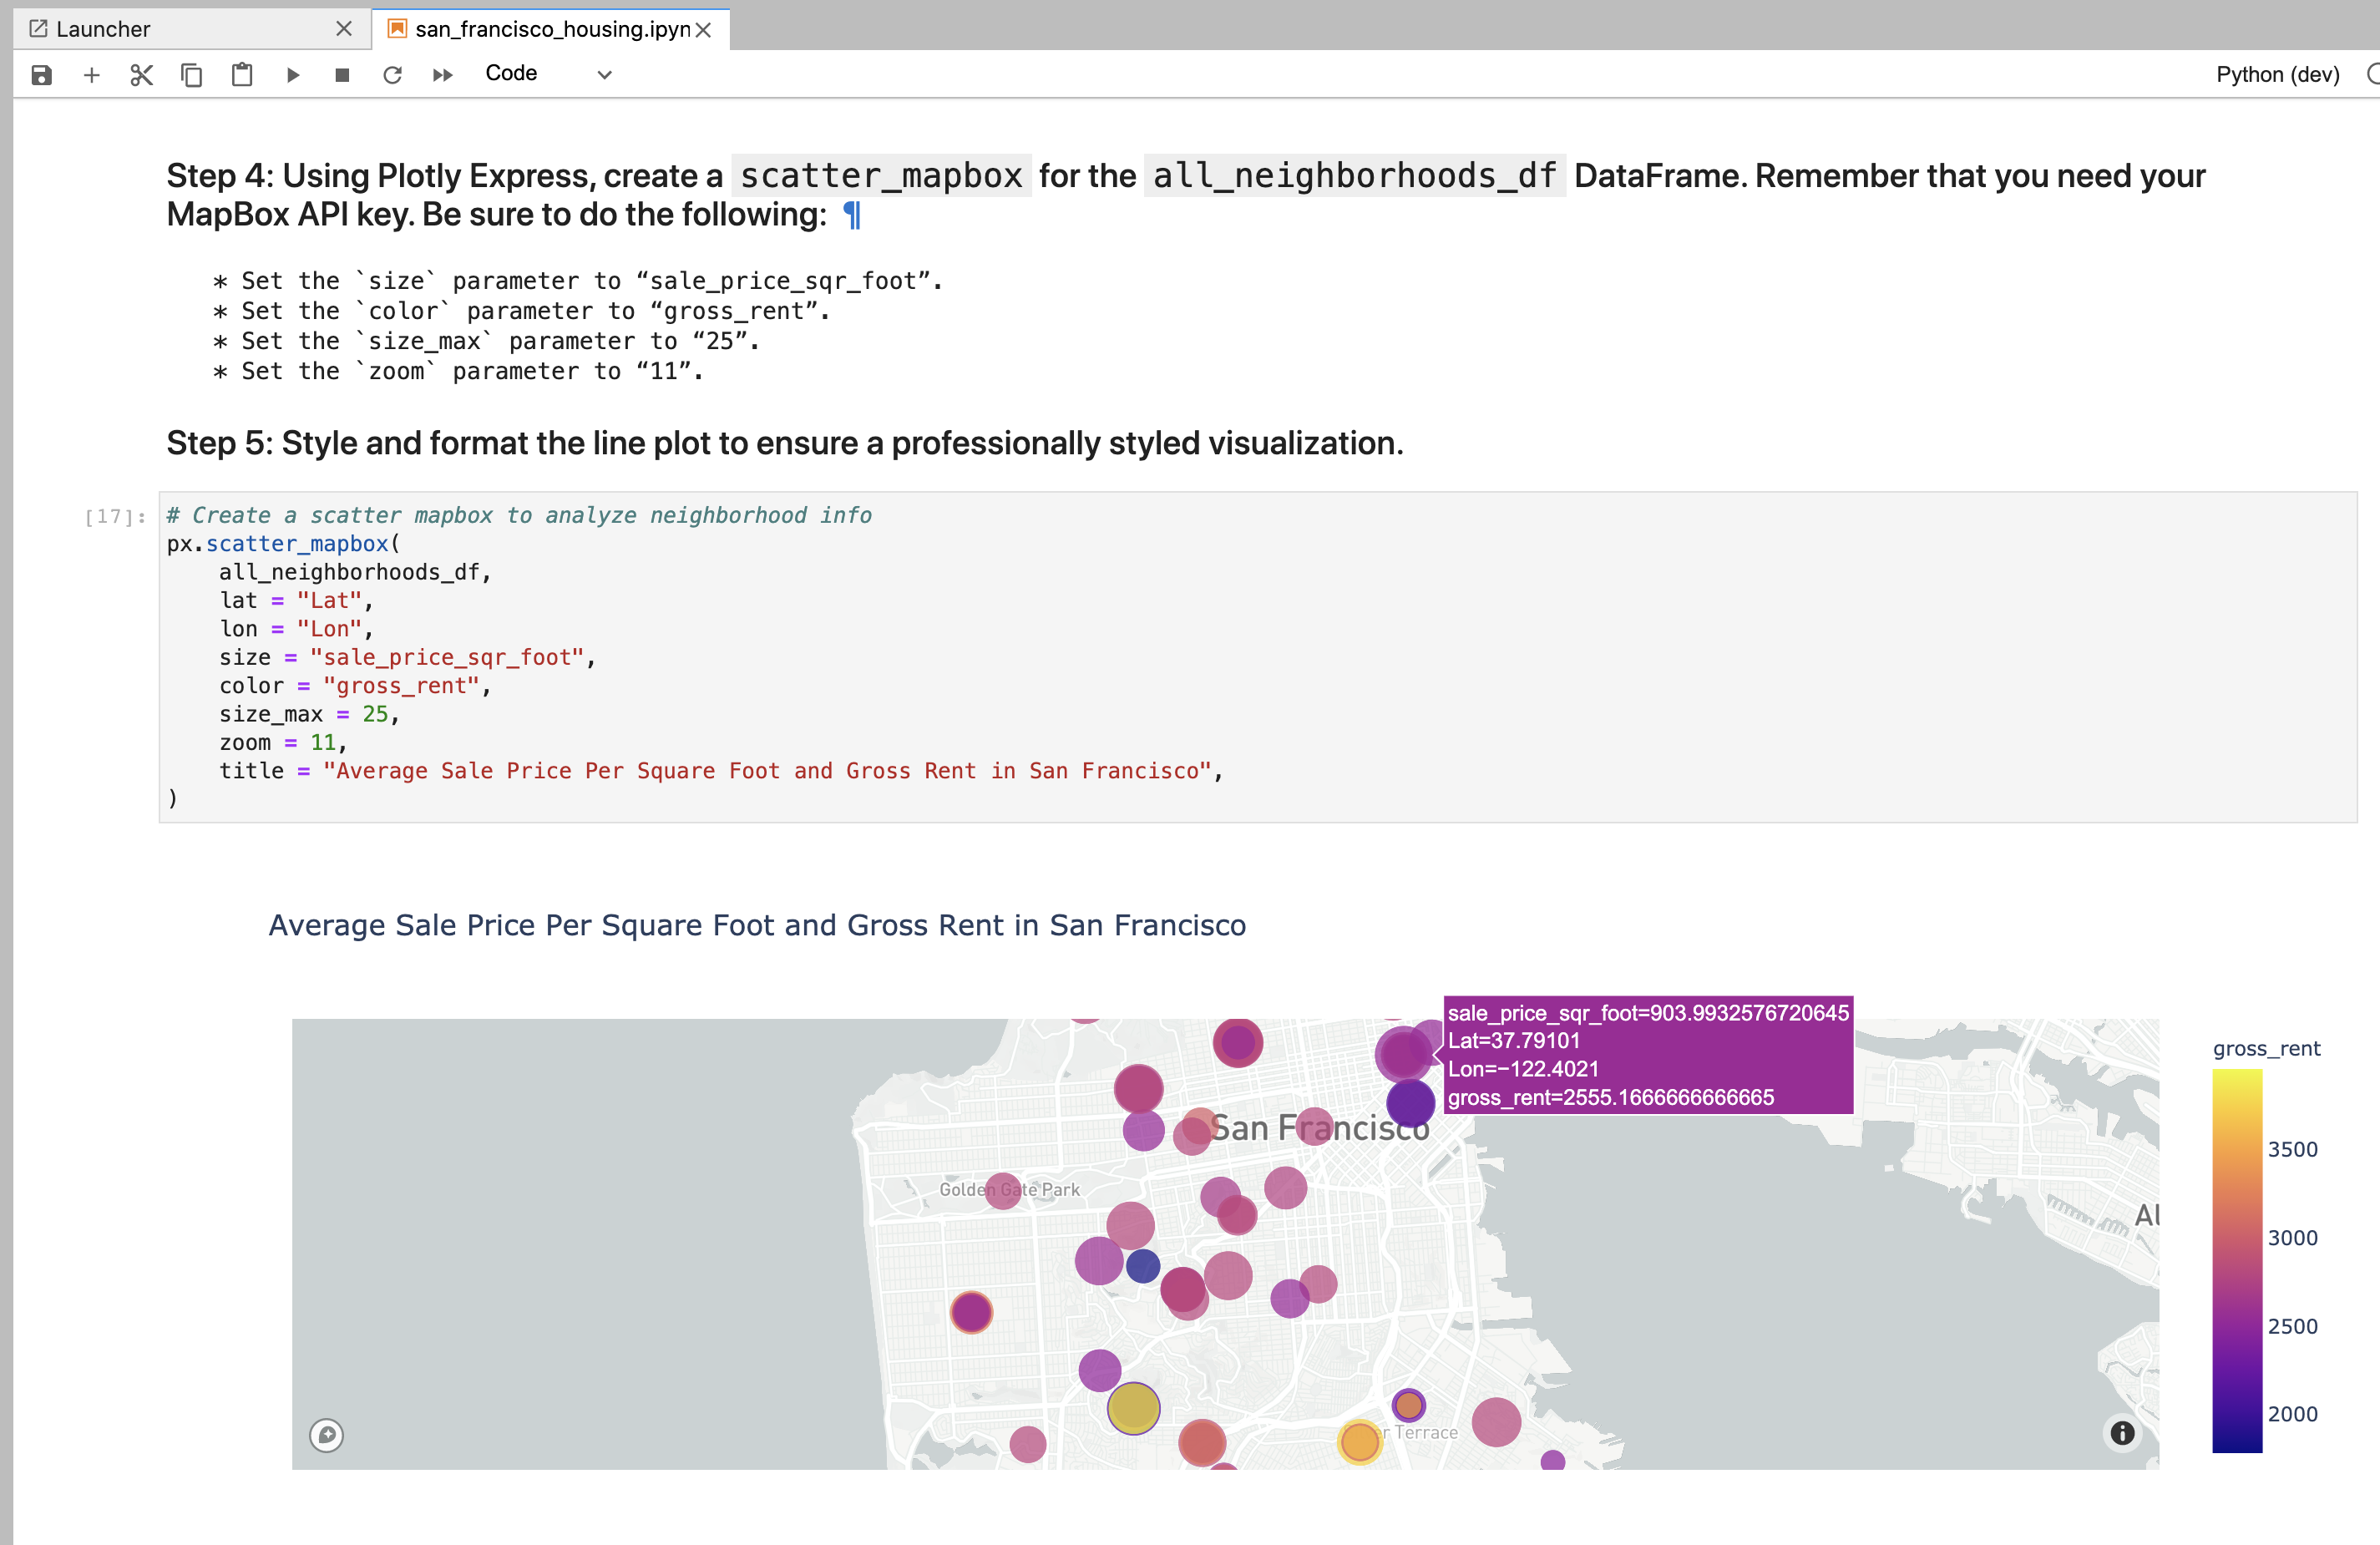 Launcher
san_francisco_housing.ipyn
Code
Python (dev)
Step 4: Using Plotly Express, create a scatter_mapbox for the all_neighborhoods_df DataFrame. Remember that you need your
MapBox API key. Be sure to do the following: ¶
* Set the `size` parameter to “sale_price_sqr_foot”.
* Set the `color` parameter to “gross_rent”.
* Set the `size_max` parameter to “25”.
* Set the `zoom` parameter to “11”.
Step 5: Style and format the line plot to ensure a professionally styled visualization.
[17]:
# Create a scatter mapbox to analyze neighborhood info
px.scatter_mapbox(
    all_neighborhoods_df,
    lat = "Lat",
    lon = "Lon",
    size = "sale_price_sqr_foot",
    color = "gross_rent",
    size_max = 25,
    zoom = 11,
    title = "Average Sale Price Per Square Foot and Gross Rent in San Francisco",
)
Average Sale Price Per Square Foot and Gross Rent in San Francisco
sale_price_sqr_foot=903.9932576720645
Lat=37.79101
Lon=−122.4021
gross_rent=2555.1666666666665
San Francisco
Golden Gate Park
Al
Terrace
gross_rent
3500
3000
2500
2000